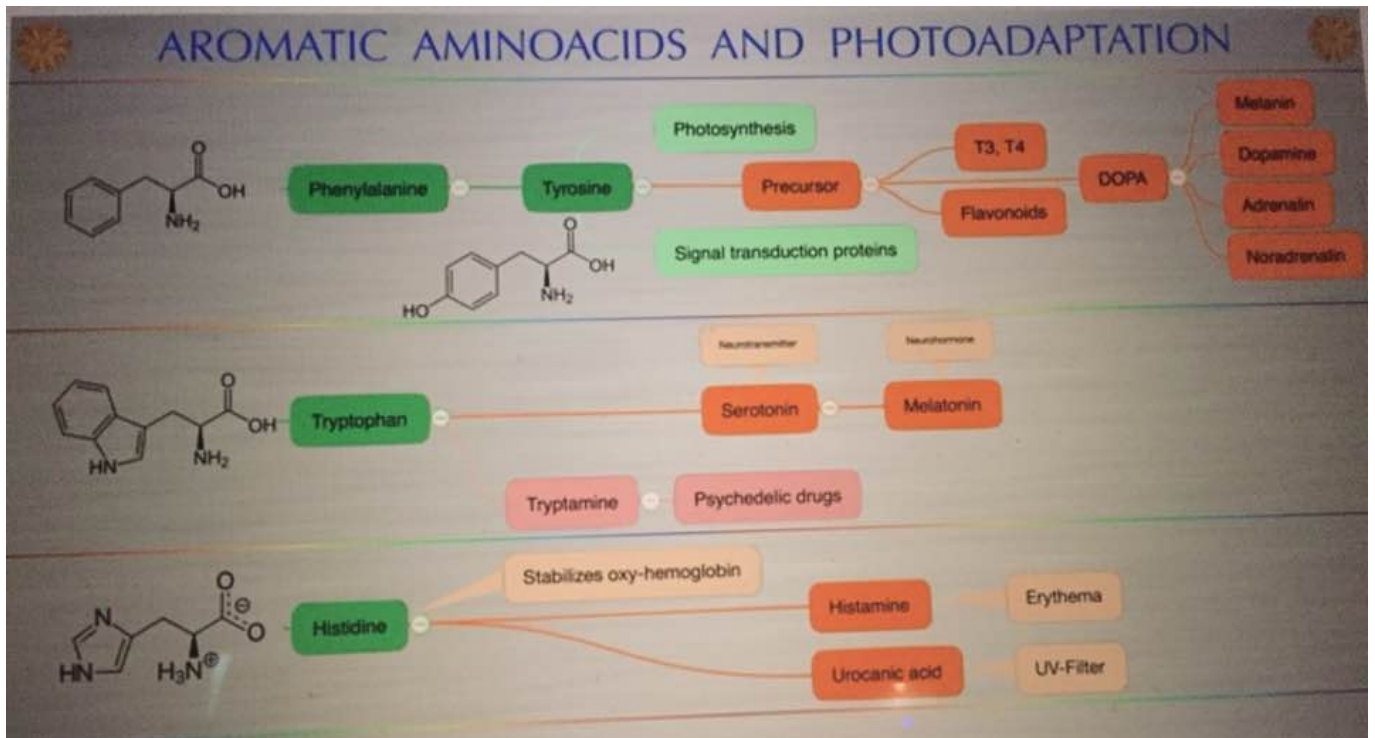 AROMATIC AMINOACIDS AND PHOTOADAPTATION
O
OH
NH₂
Phenylalanine
Tyrosine
Photosynthesis
Precursor
Signal transduction proteins
T3, T4
Flavonoids
DOPA
Melanin
Dopamine
Adrenalin
Noradrenalin
O
OH
NH₂
HO
O
OH
NH₂
HN
Tryptophan
Neurotransmitter
Serotonin
Neurohormone
Melatonin
Tryptamine
Psychedelic drugs
N
HN
O
⊖
O
H₃N⊕
Histidine
Stabilizes oxy-hemoglobin
Histamine
Erythema
Urocanic acid
UV-Filter